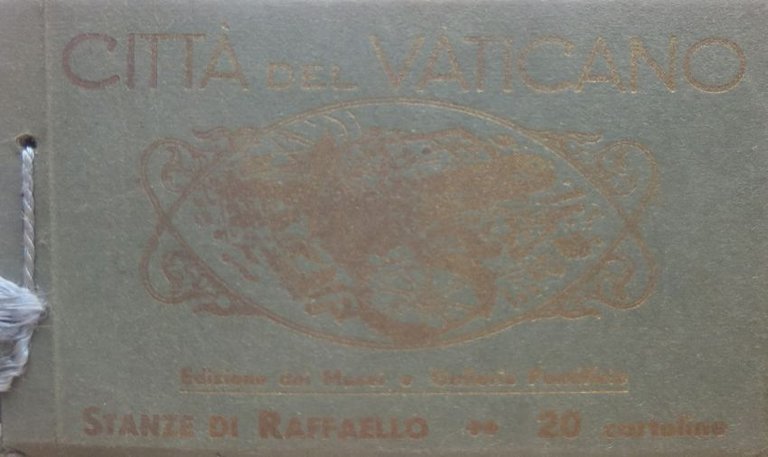 CITTÀ DEL VATICANO
Edizione dei Musei e Gallerie Pontificie
STANZE DI RAFFAELLO 20 cartoline